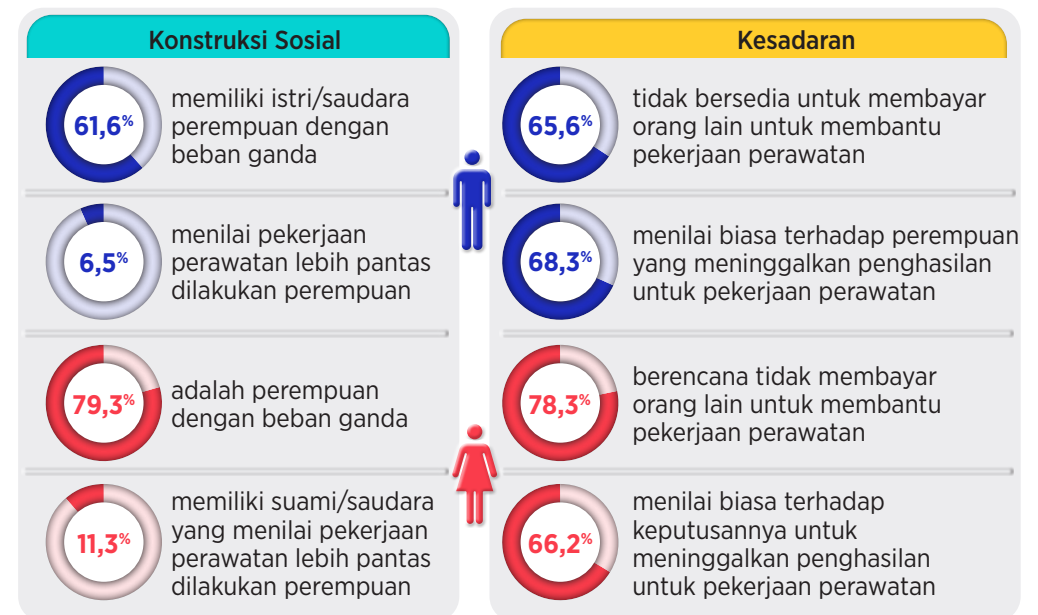 Konstruksi Sosial
61,6%
memiliki istri/saudara
perempuan dengan
beban ganda
6,5%
menilai pekerjaan
perawatan lebih pantas
dilakukan perempuan
79,3%
adalah perempuan
dengan beban ganda
11,3%
memiliki suami/saudara
yang menilai pekerjaan
perawatan lebih pantas
dilakukan perempuan
Kesadaran
65,6%
tidak bersedia untuk membayar
orang lain untuk membantu
pekerjaan perawatan
68,3%
menilai biasa terhadap perempuan
yang meninggalkan penghasilan
untuk pekerjaan perawatan
78,3%
berencana tidak membayar
orang lain untuk membantu
pekerjaan perawatan
66,2%
menilai biasa terhadap
keputusannya untuk
meninggalkan penghasilan
untuk pekerjaan perawatan